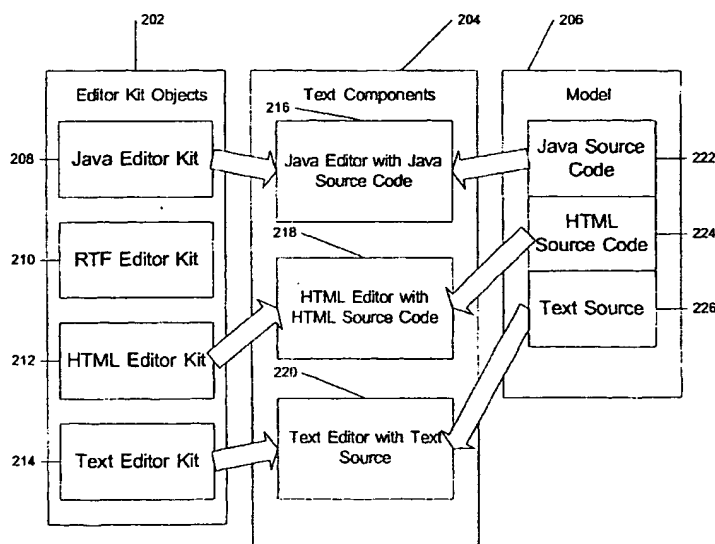 202
204
206
Editor Kit Objects
Text Components
Model
208
Java Editor Kit
210
RTF Editor Kit
212
HTML Editor Kit
214
Text Editor Kit
216
Java Editor with Java
Source Code
218
HTML Editor with
HTML Source Code
220
Text Editor with Text
Source
Java Source
Code
222
HTML
Source Code
224
Text Source
226